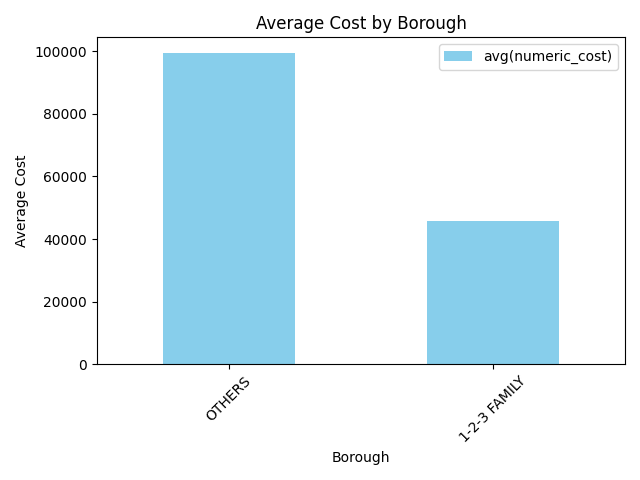 Average Cost by Borough
avg(numeric_cost)
100000
80000
60000
40000
20000
0
Average Cost
OTHERS
1-2-3 FAMILY
Borough